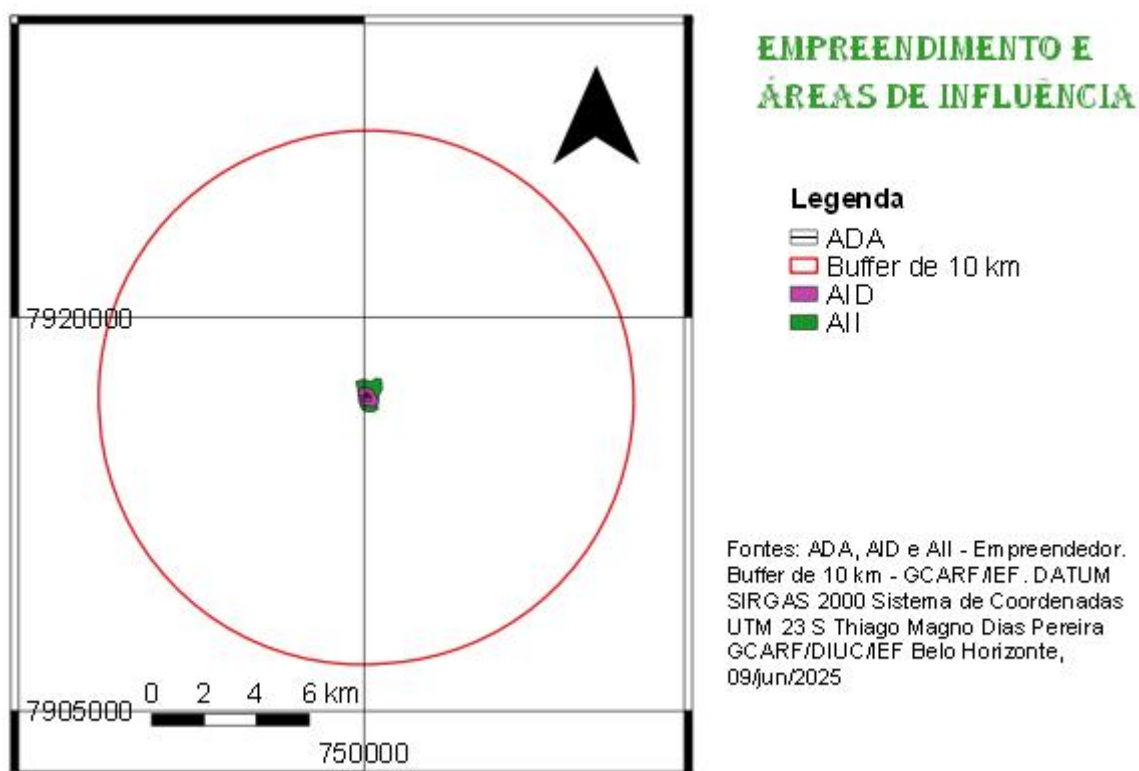 EMPREENDIMENTO E
ÁREAS DE INFLUÊNCIA
Legenda
ADA
Buffer de 10 km
AID
AII
7920000
7905000
0 2 4 6 km
750000
Fontes: ADA, AID e AII - Empreendedor.
Buffer de 10 km - GCARF/IEF. DATUM
SIRGAS 2000 Sistema de Coordenadas
UTM 23 S Thiago Magno Dias Pereira
GCARF/DIUC/IEF Belo Horizonte,
09/jun/2025